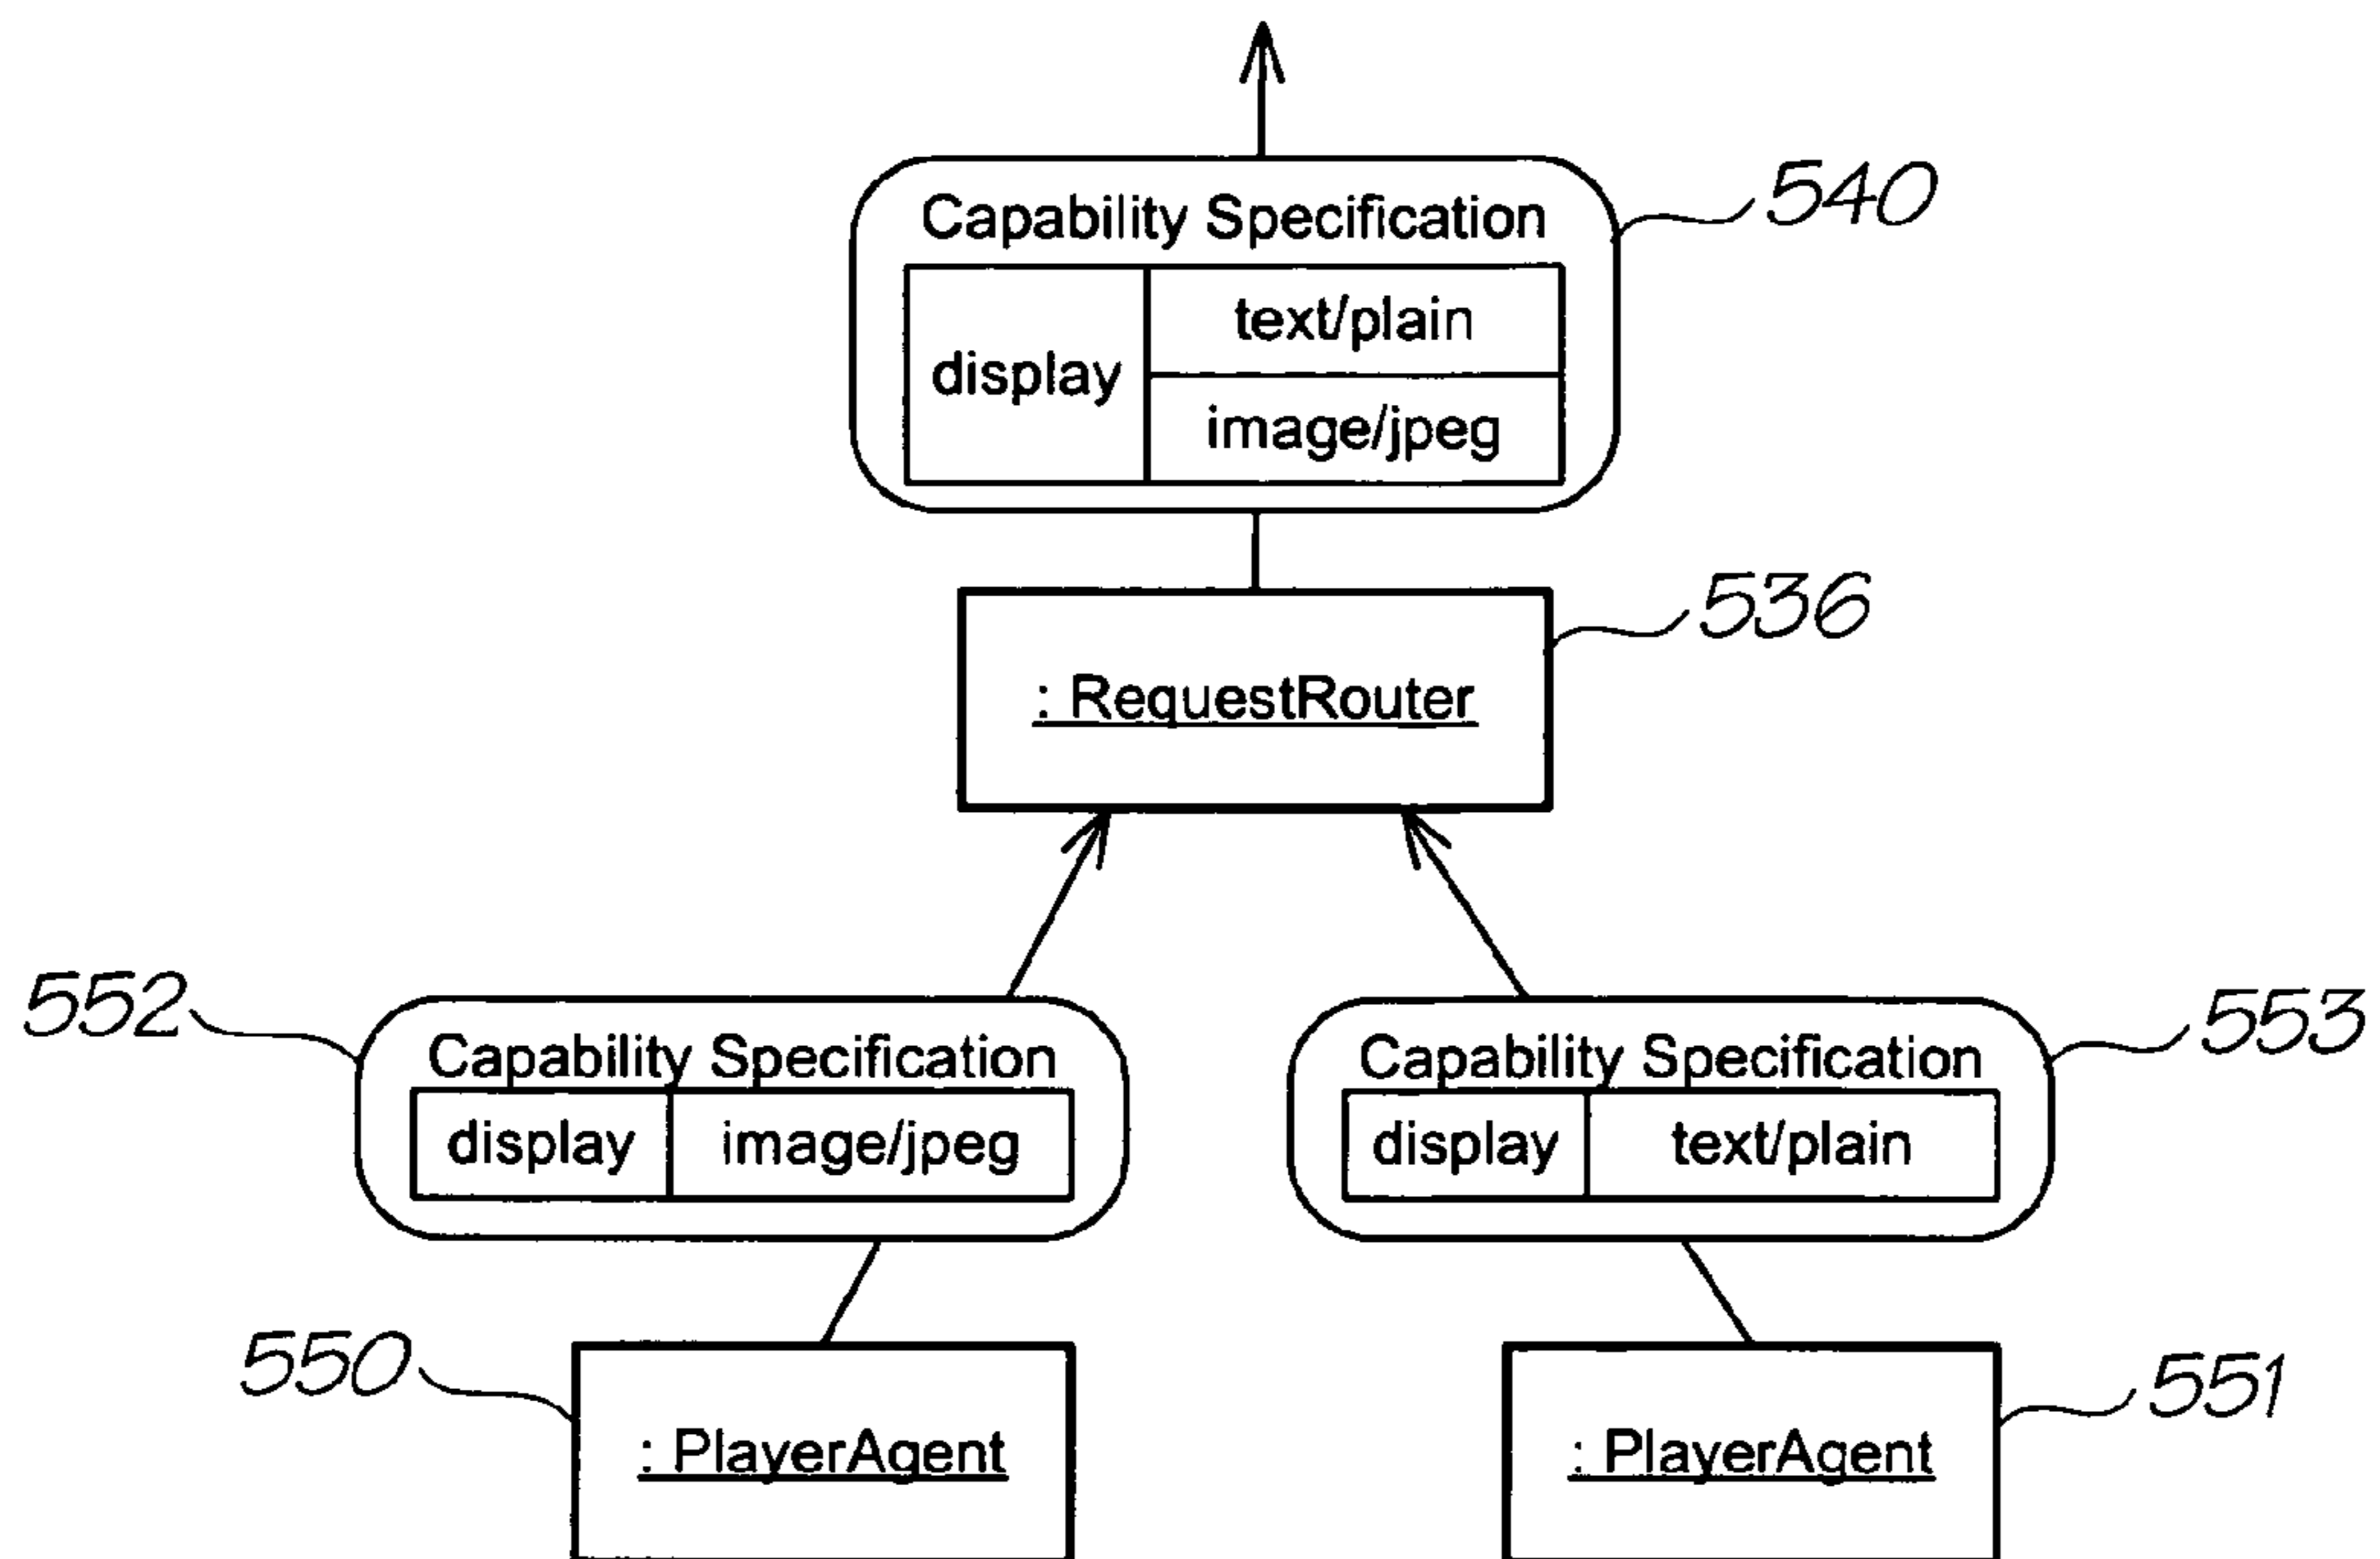 Capability Specification
540
display
text/plain
image/jpeg
536
: RequestRouter
552
Capability Specification
display
image/jpeg
553
Capability Specification
display
text/plain
550
: PlayerAgent
551
: PlayerAgent